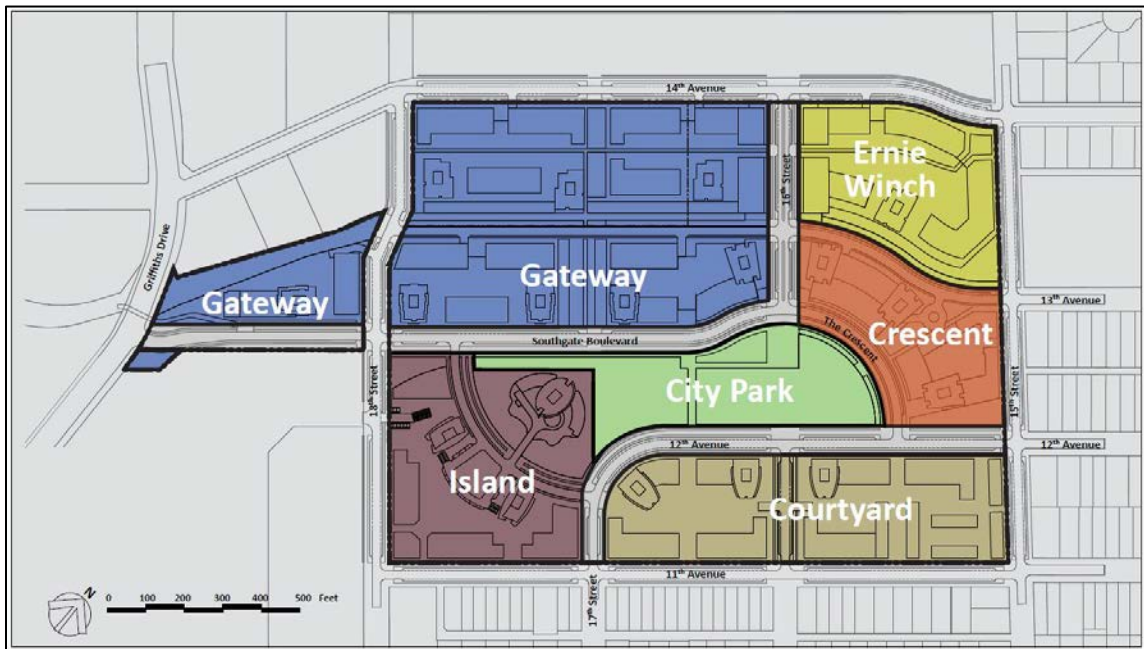 14th Avenue
Ernie
Winch
16th Street
Griffiths Drive
Gateway
Gateway
13th Avenue
The Crescent
Crescent
Southgate Boulevard
City Park
18th Street
15th Street
12th Avenue
12th Avenue
Island
Courtyard
11th Avenue
17th Street
N
0 100 200 300 400 500 Feet